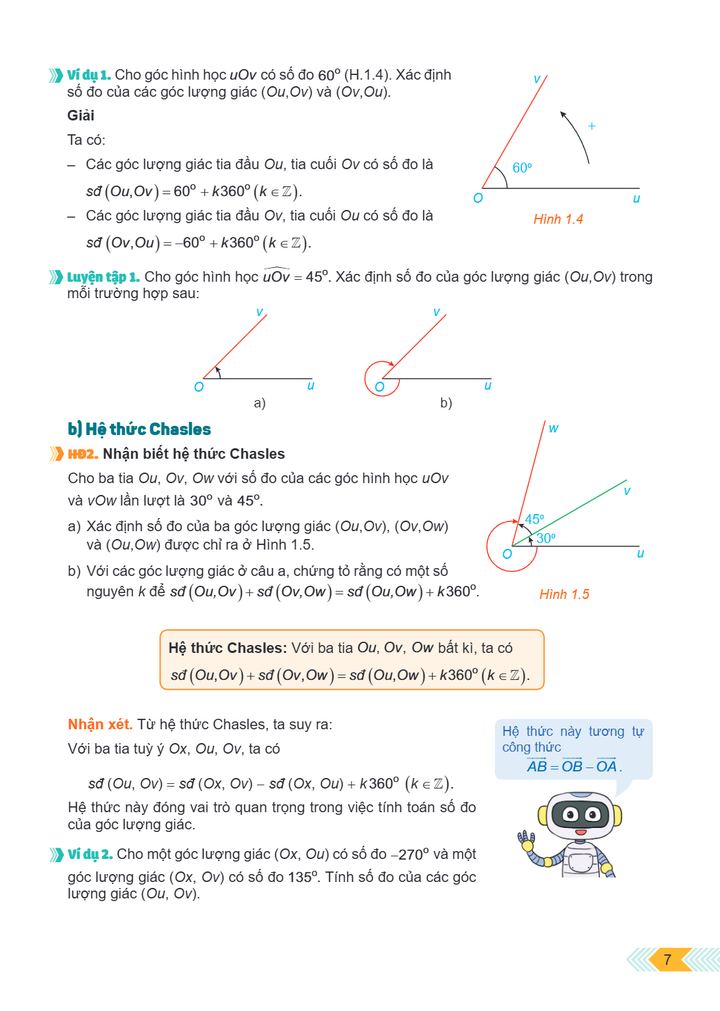 Ví dụ 1. Cho góc hình học uOv có số đo 60° (H.1.4). Xác định
số đo của các góc lượng giác (Ou,Ov) và (Ov,Ou).
Giải
Ta có:
– Các góc lượng giác tia đầu Ou, tia cuối Ov có số đo là
sđ (Ou,Ov) = 60° + k360° (k ∈ ℤ).
– Các góc lượng giác tia đầu Ov, tia cuối Ou có số đo là
sđ (Ov,Ou) = −60° + k360° (k ∈ ℤ).
v
+
60°
O
u
Hình 1.4
Luyện tập 1. Cho góc hình học uOv = 45°. Xác định số đo của góc lượng giác (Ou,Ov) trong
mỗi trường hợp sau:
v
O
u
a)
v
O
u
b)
b) Hệ thức Chasles
HĐ2. Nhận biết hệ thức Chasles
Cho ba tia Ou, Ov, Ow với số đo của các góc hình học uOv
và vOw lần lượt là 30° và 45°.
a) Xác định số đo của ba góc lượng giác (Ou,Ov), (Ov,Ow)
và (Ou,Ow) được chỉ ra ở Hình 1.5.
b) Với các góc lượng giác ở câu a, chứng tỏ rằng có một số
nguyên k để sđ (Ou,Ov) + sđ (Ov,Ow) = sđ (Ou,Ow) + k360°.
w
v
45°
30°
O
u
Hình 1.5
Hệ thức Chasles: Với ba tia Ou, Ov, Ow bất kì, ta có
sđ (Ou,Ov) + sđ (Ov,Ow) = sđ (Ou,Ow) + k360° (k ∈ ℤ).
Nhận xét. Từ hệ thức Chasles, ta suy ra:
Với ba tia tuỳ ý Ox, Ou, Ov, ta có
sđ (Ou, Ov) = sđ (Ox, Ov) − sđ (Ox, Ou) + k360° (k ∈ ℤ).
Hệ thức này đóng vai trò quan trọng trong việc tính toán số đo
của góc lượng giác.
Hệ thức này tương tự
công thức
AB = OB − OA.
Ví dụ 2. Cho một góc lượng giác (Ox, Ou) có số đo −270° và một
góc lượng giác (Ox, Ov) có số đo 135°. Tính số đo của các góc
lượng giác (Ou, Ov).
7